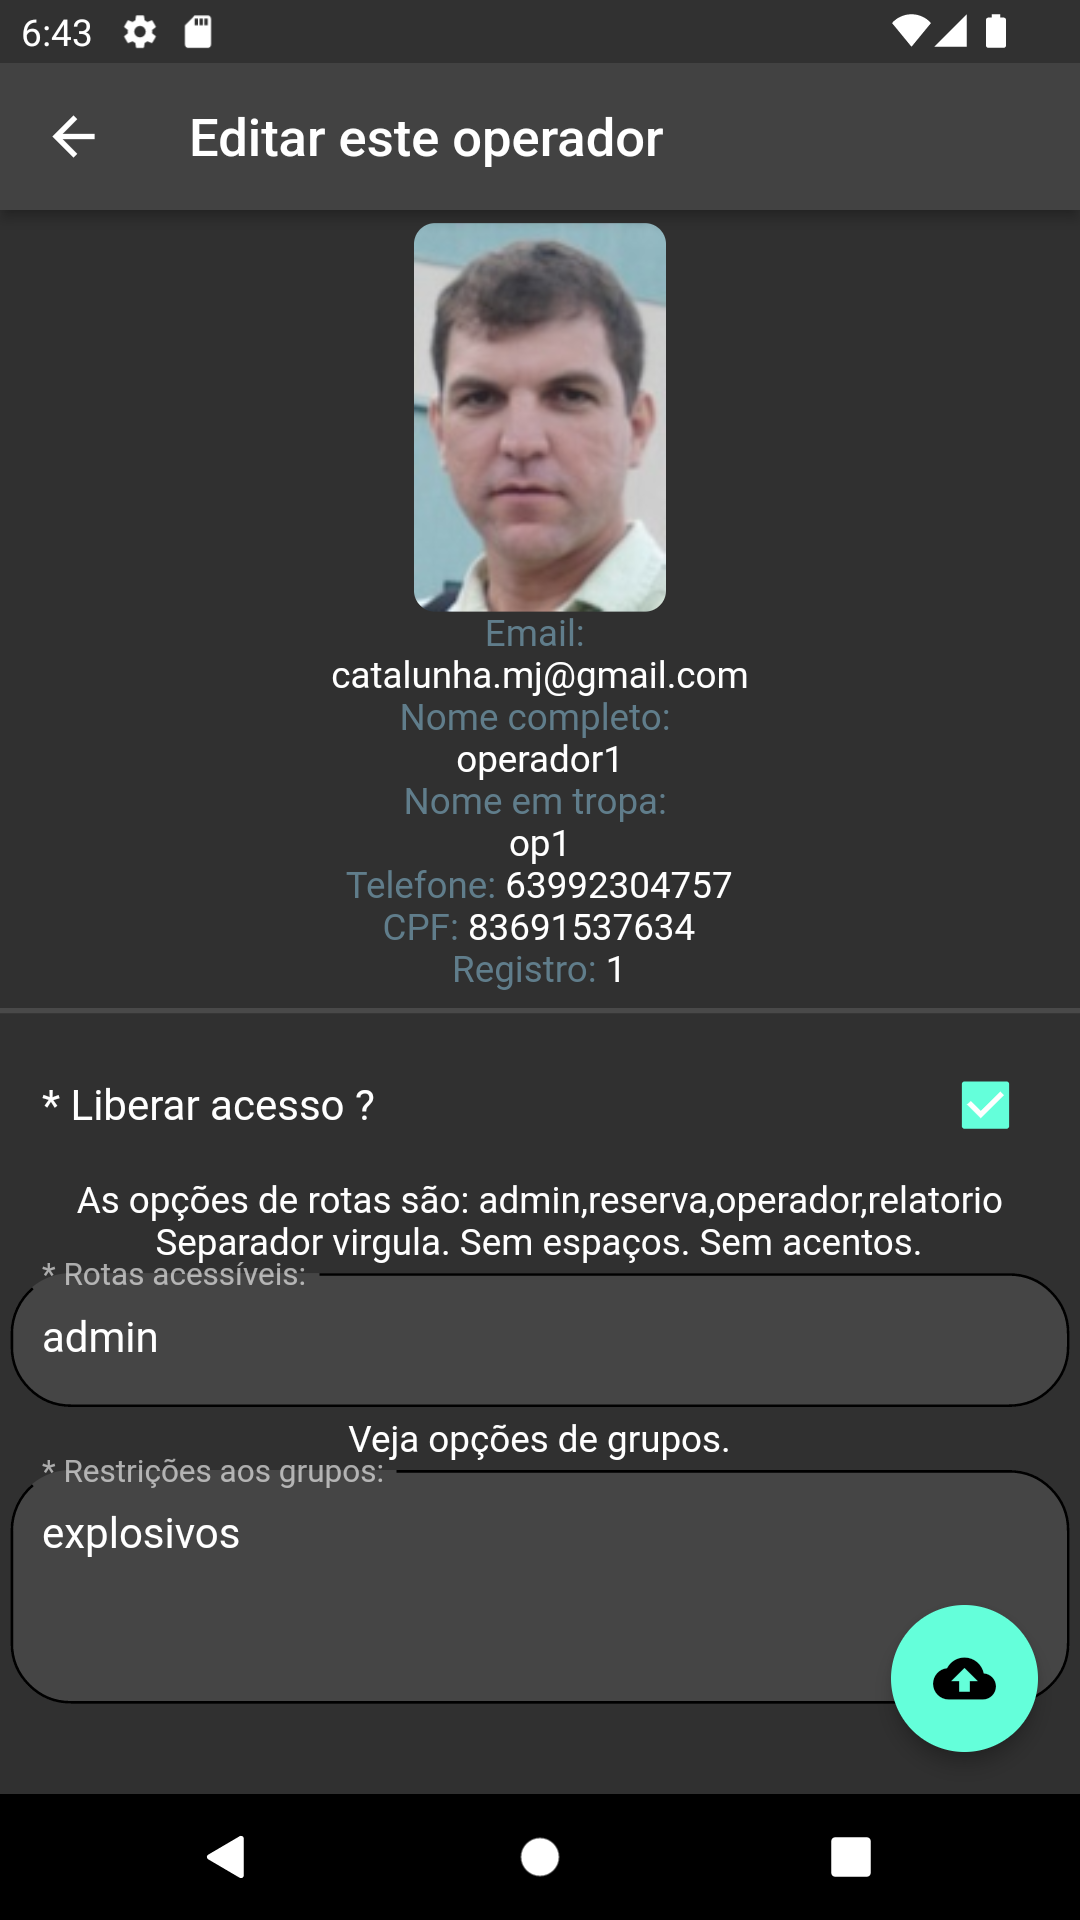 6:43
Editar este operador
Email:
catalunha.mj@gmail.com
Nome completo:
operador1
Nome em tropa:
op1
Telefone: 63992304757
CPF: 83691537634
Registro: 1
* Liberar acesso ?
As opções de rotas são: admin,reserva,operador,relatorio
Separador virgula. Sem espaços. Sem acentos.
* Rotas acessíveis:
admin
Veja opções de grupos.
* Restrições aos grupos:
explosivos